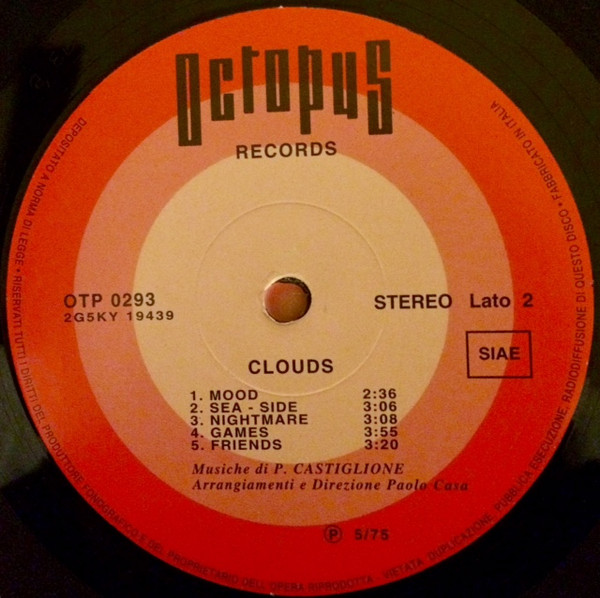 Octopus
RECORDS
OTP 0293
2G5KY 19439
STEREO Lato 2
SIAE
CLOUDS
1. MOOD 2:36
2. SEA - SIDE 3:06
3. NIGHTMARE 3:08
4. GAMES 3:55
5. FRIENDS 3:20
Musiche di P. CASTIGLIONE
Arrangiamenti e Direzione Paolo Casa
Ⓟ 5/75
DEPOSITATO A NORMA DI LEGGE • RISERVATI TUTTI I DIRITTI DEL PRODUTTORE FONOGRAFICO E DEL PROPRIETARIO DELL'OPERA RIPRODOTTA • VIETATA DUPLICAZIONE, PUBBLICA ESECUZIONE, RADIODIFFUSIONE DI QUESTO DISCO • FABBRICATO IN ITALIA